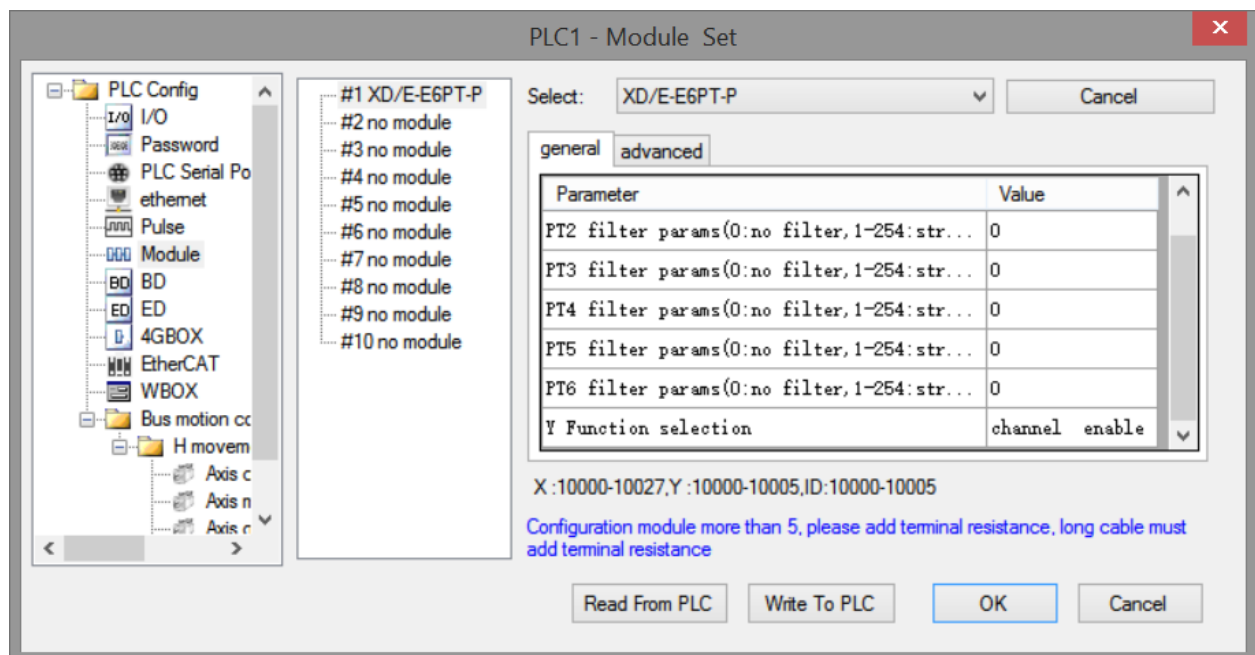 PLC1 - Module Set
x
PLC Config
I/O I/O
Password
PLC Serial Po
ethernet
Pulse
Module
BD BD
ED ED
4GBOX
EtherCAT
WBOX
Bus motion cc
H movem
Axis c
Axis n
Axis c
#1 XD/E-E6PT-P
#2 no module
#3 no module
#4 no module
#5 no module
#6 no module
#7 no module
#8 no module
#9 no module
#10 no module
Select: XD/E-E6PT-P Cancel
general advanced
Parameter Value
PT2 filter params(0:no filter,1-254:str... 0
PT3 filter params(0:no filter,1-254:str... 0
PT4 filter params(0:no filter,1-254:str... 0
PT5 filter params(0:no filter,1-254:str... 0
PT6 filter params(0:no filter,1-254:str... 0
Y Function selection channel enable
X :10000-10027,Y :10000-10005,ID:10000-10005
Configuration module more than 5, please add terminal resistance, long cable must
add terminal resistance
Read From PLC Write To PLC OK Cancel